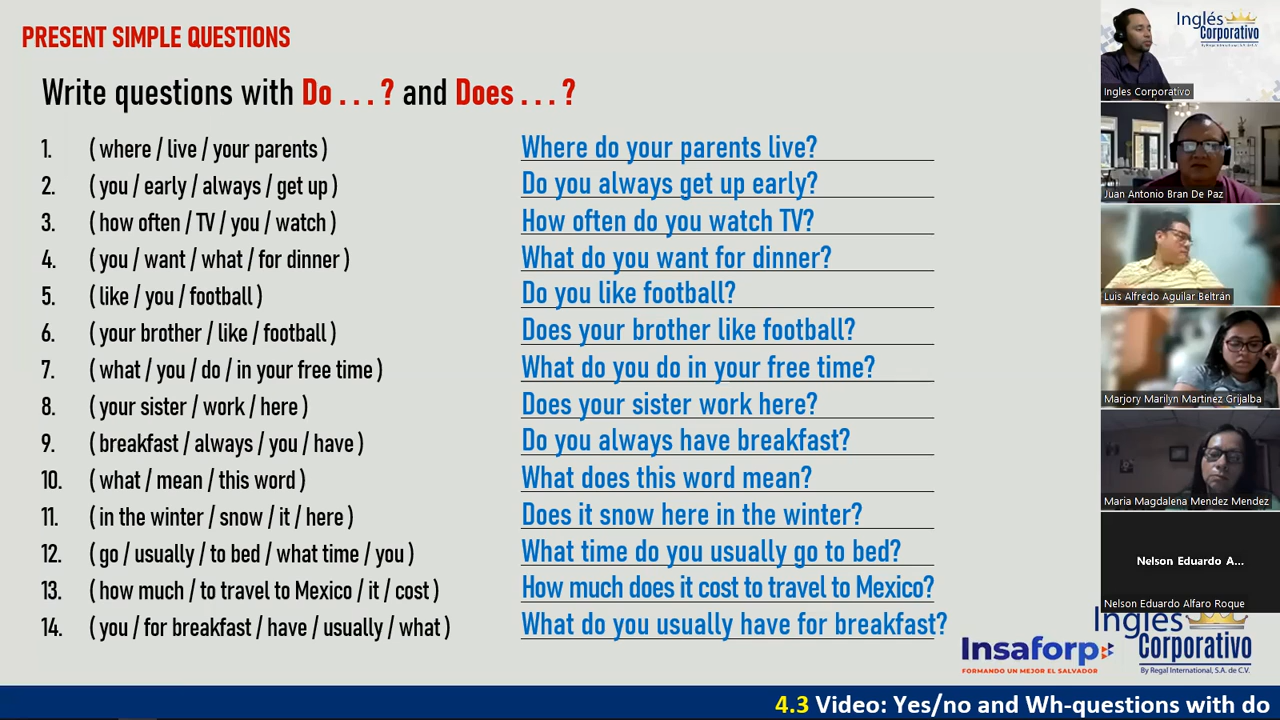 PRESENT SIMPLE QUESTIONS
Write questions with Do . . . ? and Does . . . ?
1. ( where / live / your parents ) Where do your parents live?
2. ( you / early / always / get up ) Do you always get up early?
3. ( how often / TV / you / watch ) How often do you watch TV?
4. ( you / want / what / for dinner ) What do you want for dinner?
5. ( like / you / football ) Do you like football?
6. ( your brother / like / football ) Does your brother like football?
7. ( what / you / do / in your free time ) What do you do in your free time?
8. ( your sister / work / here ) Does your sister work here?
9. ( breakfast / always / you / have ) Do you always have breakfast?
10. ( what / mean / this word ) What does this word mean?
11. ( in the winter / snow / it / here ) Does it snow here in the winter?
12. ( go / usually / to bed / what time / you ) What time do you usually go to bed?
13. ( how much / to travel to Mexico / it / cost ) How much does it cost to travel to Mexico?
14. ( you / for breakfast / have / usually / what ) What do you usually have for breakfast?
Insaforp
FORMANDO UN MEJOR EL SALVADOR
Inglés
Corporativo
By Regal International, S.A. de C.V.
4.3 Video: Yes/no and Wh-questions with do
Inglés
Corporativo
By Regal International, S.A. de C.V.
Ingles Corporativo
Juan Antonio Bran De Paz
Luis Alfredo Aguilar Beltrán
Marjory Marilyn Martinez Grijalba
Maria Magdalena Mendez Mendez
Nelson Eduardo A...
Nelson Eduardo Alfaro Roque